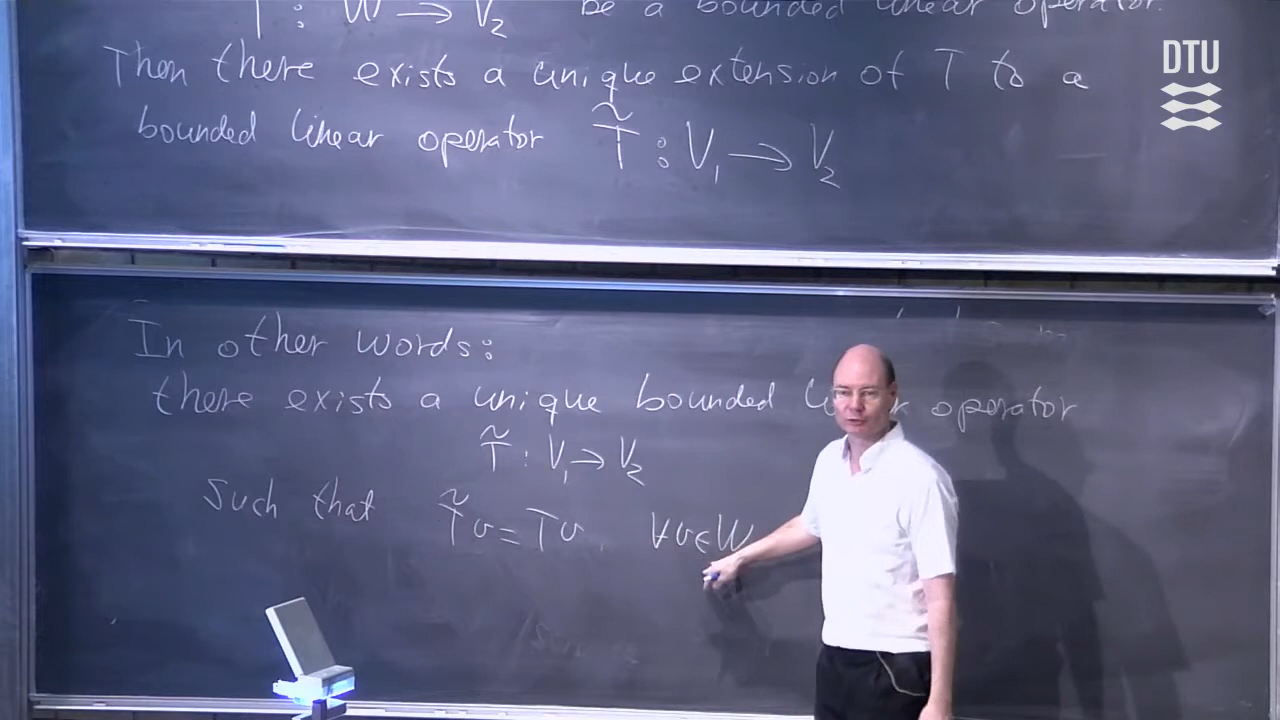 T : W → V₂ be a bounded linear operator.
Then there exists a unique extension of T to a
bounded linear operator T̃ : V₁ → V₂
DTU
In other words:
there exists a unique bounded operator
T̃ : V₁ → V₂
Such that T̃v = Tv, ∀v∈W